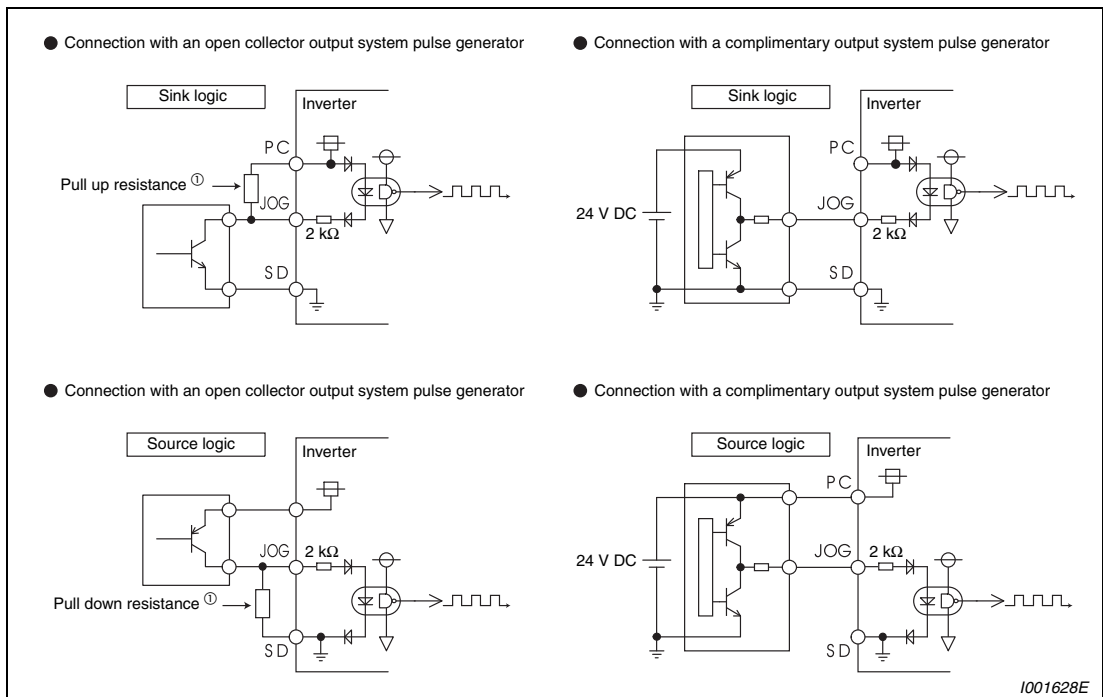 ● Connection with an open collector output system pulse generator
Sink logic
Inverter
PC
Pull up resistance ①
JOG
2 kΩ
SD
● Connection with a complimentary output system pulse generator
Sink logic
Inverter
PC
24 V DC
JOG
2 kΩ
SD
● Connection with an open collector output system pulse generator
Source logic
Inverter
JOG
2 kΩ
Pull down resistance ①
SD
● Connection with a complimentary output system pulse generator
Source logic
Inverter
PC
24 V DC
JOG
2 kΩ
SD
I001628E